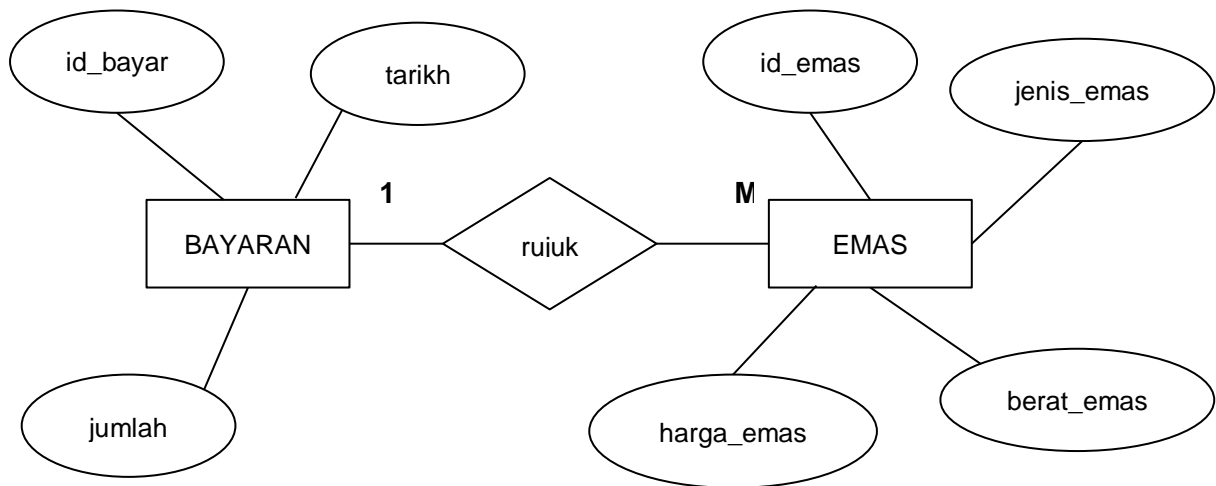 id_bayar
tarikh
id_emas
jenis_emas
1
M
BAYARAN
rujuk
EMAS
jumlah
harga_emas
berat_emas